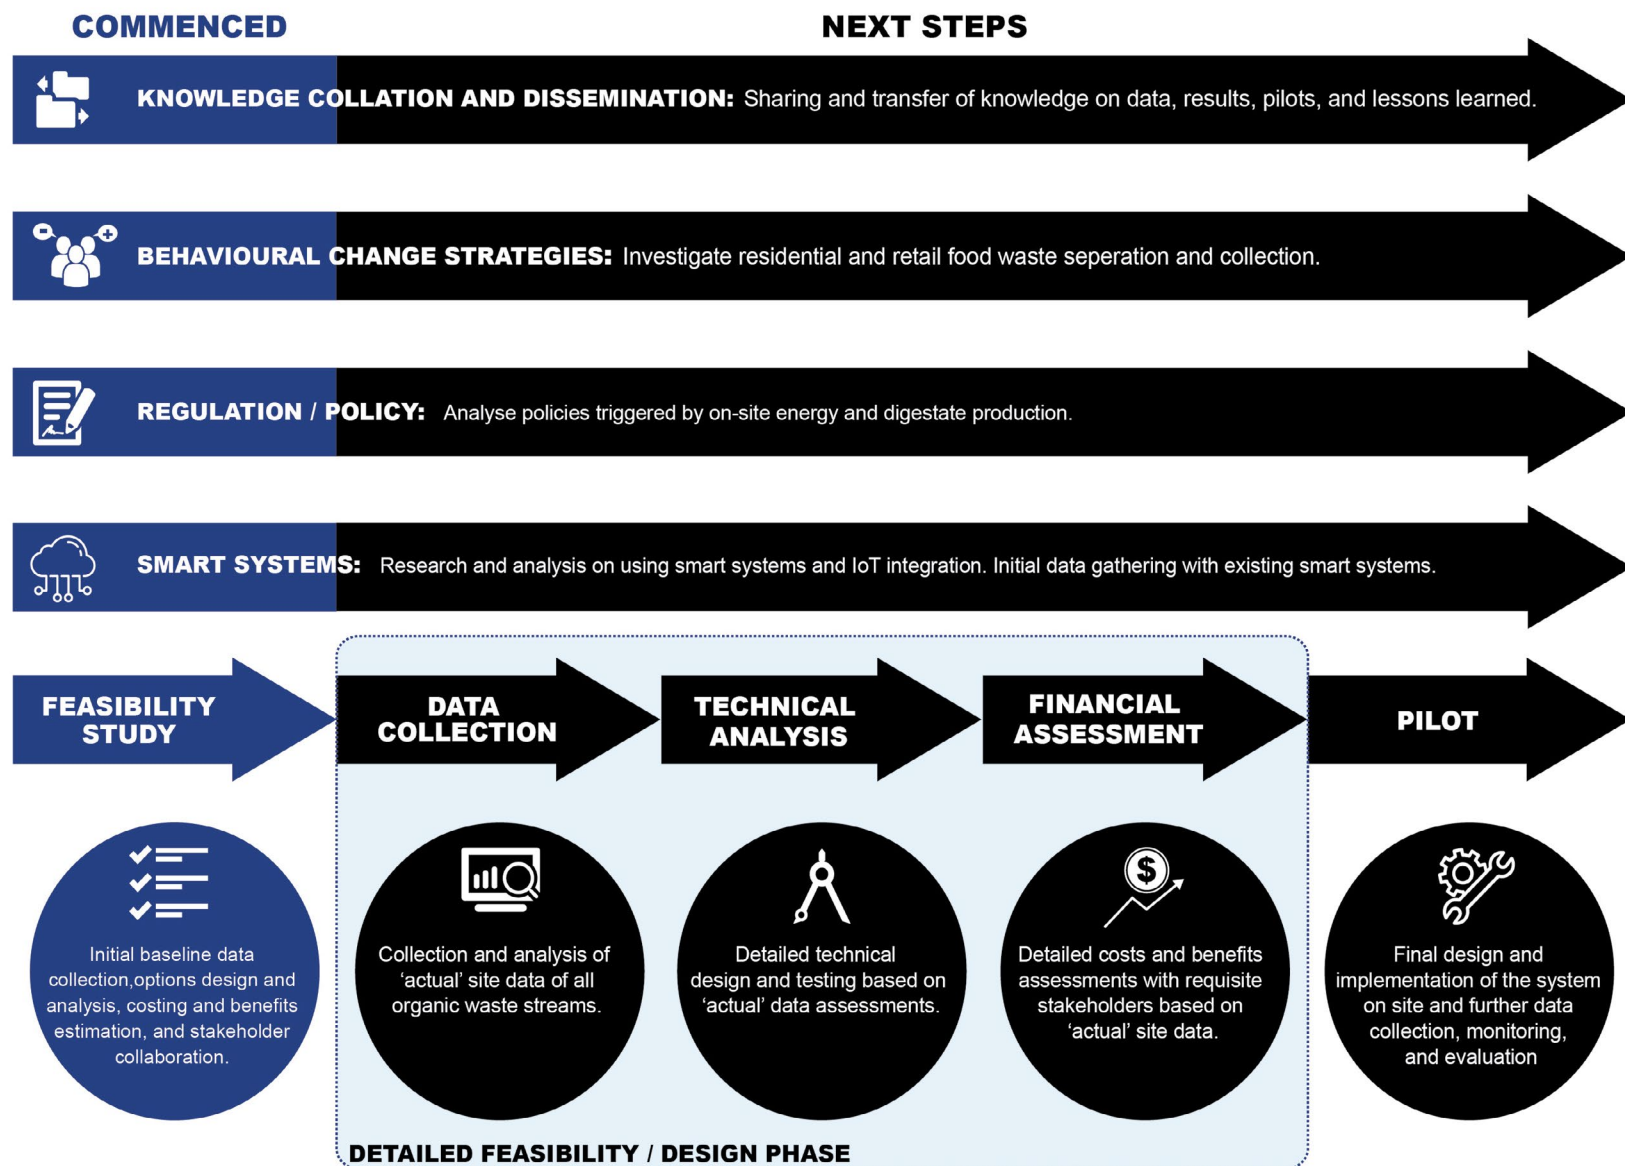 COMMENCED
NEXT STEPS
KNOWLEDGE COLLATION AND DISSEMINATION: Sharing and transfer of knowledge on data, results, pilots, and lessons learned.
BEHAVIOURAL CHANGE STRATEGIES: Investigate residential and retail food waste seperation and collection.
REGULATION / POLICY: Analyse policies triggered by on-site energy and digestate production.
SMART SYSTEMS: Research and analysis on using smart systems and IoT integration. Initial data gathering with existing smart systems.
FEASIBILITY
STUDY
DATA
COLLECTION
TECHNICAL
ANALYSIS
FINANCIAL
ASSESSMENT
PILOT
Initial baseline data
collection,options design and
analysis, costing and benefits
estimation, and stakeholder
collaboration.
Collection and analysis of
‘actual’ site data of all
organic waste streams.
Detailed technical
design and testing based on
‘actual’ data assessments.
$
Detailed costs and benefits
assessments with requisite
stakeholders based on
‘actual’ site data.
Final design and
implementation of the system
on site and further data
collection, monitoring,
and evaluation
DETAILED FEASIBILITY / DESIGN PHASE